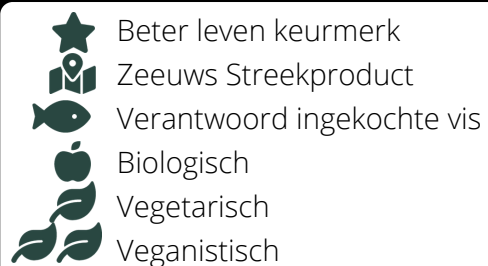 Beter leven keurmerk
Zeeuws Streekproduct
Verantwoord ingekochte vis
Biologisch
Vegetarisch
Veganistisch